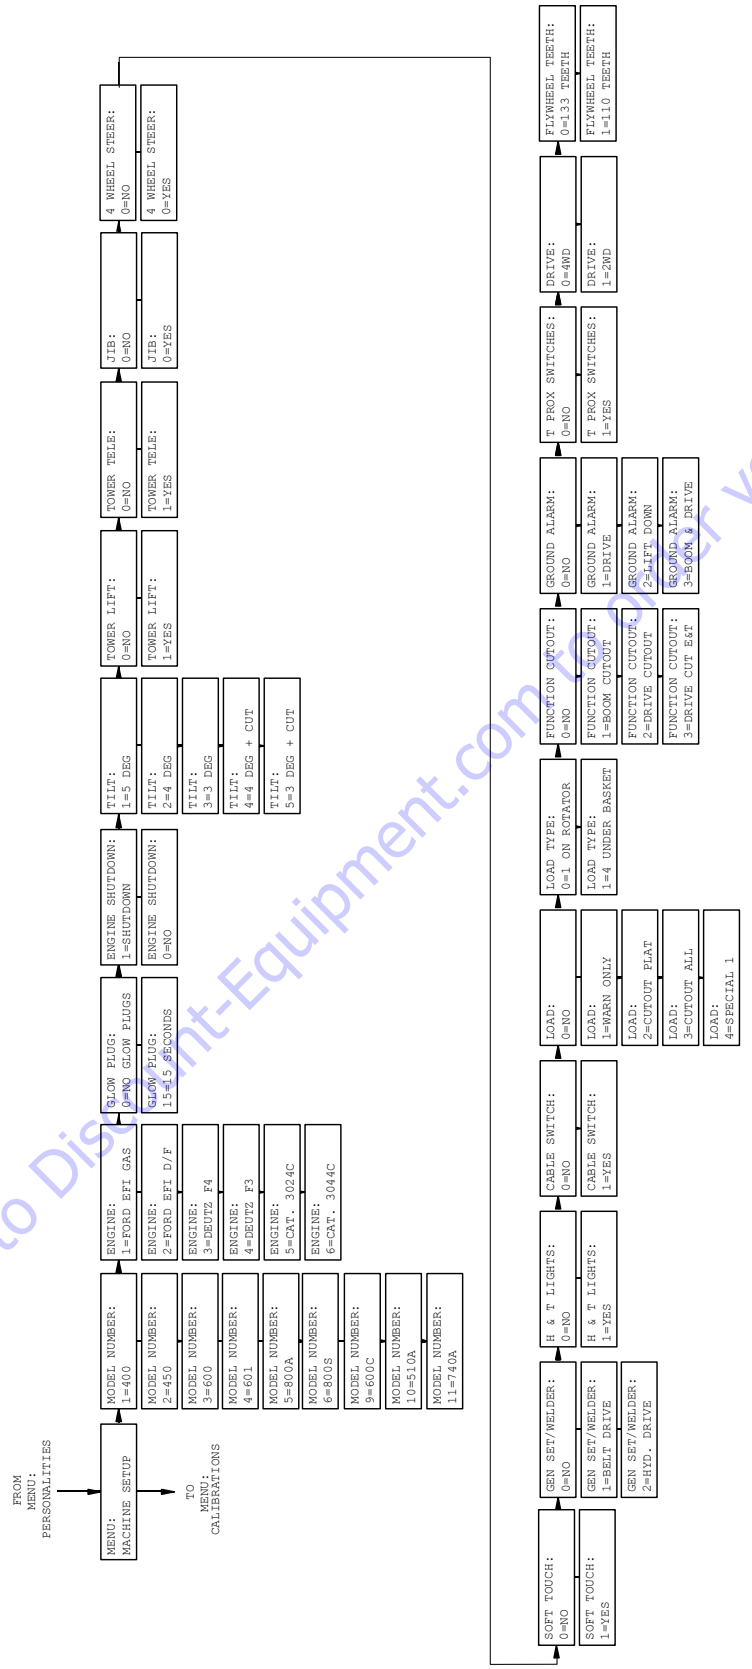 FROM
MENU:
PERSONALITIES
MENU:
MACHINE SETUP
TO
MENU:
CALIBRATIONS
MODEL NUMBER:
1=400
MODEL NUMBER:
2=450
MODEL NUMBER:
3=600
MODEL NUMBER:
4=601
MODEL NUMBER:
5=800A
MODEL NUMBER:
6=800S
MODEL NUMBER:
9=600C
MODEL NUMBER:
10=510A
MODEL NUMBER:
11=740A
ENGINE:
1=FORD EFI GAS
ENGINE:
2=FORD EFI D/F
ENGINE:
3=DEUTZ F4
ENGINE:
4=DEUTZ F3
ENGINE:
5=CAT. 3024C
ENGINE:
6=CAT. 3044C
GLOW PLUG:
0=NO GLOW PLUGS
GLOW PLUG:
15=15 SECONDS
ENGINE SHUTDOWN:
1=SHUTDOWN
ENGINE SHUTDOWN:
0=NO
TILT:
1=5 DEG
TILT:
2=4 DEG
TILT:
3=3 DEG
TILT:
4=4 DEG + CUT
TILT:
5=3 DEG + CUT
TOWER LIFT:
0=NO
TOWER LIFT:
1=YES
TOWER TELE:
0=NO
TOWER TELE:
1=YES
JIB:
0=NO
JIB:
0=YES
4 WHEEL STEER:
0=NO
4 WHEEL STEER:
0=YES
SOFT TOUCH:
0=NO
SOFT TOUCH:
1=YES
GEN SET/WELDER:
0=NO
GEN SET/WELDER:
1=BELT DRIVE
GEN SET/WELDER:
2=HYD. DRIVE
H & T LIGHTS:
0=NO
H & T LIGHTS:
1=YES
CABLE SWITCH:
0=NO
CABLE SWITCH:
1=YES
LOAD:
0=NO
LOAD:
1=WARN ONLY
LOAD:
2=CUTOUT PLAT
LOAD:
3=CUTOUT ALL
LOAD:
4=SPECIAL 1
LOAD TYPE:
0=1 ON ROTATOR
LOAD TYPE:
1=4 UNDER BASKET
FUNCTION CUTOUT:
0=NO
FUNCTION CUTOUT:
1=BOOM CUTOUT
FUNCTION CUTOUT:
2=DRIVE CUTOUT
FUNCTION CUTOUT:
3=DRIVE CUT E&T
GROUND ALARM:
0=NO
GROUND ALARM:
1=DRIVE
GROUND ALARM:
2=LIFT DOWN
GROUND ALARM:
3=BOOM & DRIVE
T PROX SWITCHES:
0=NO
T PROX SWITCHES:
1=YES
DRIVE:
0=4WD
DRIVE:
1=2WD
FLYWHEEL TEETH:
0=133 TEETH
FLYWHEEL TEETH:
1=110 TEETH
to Discount-Equipment.com to order